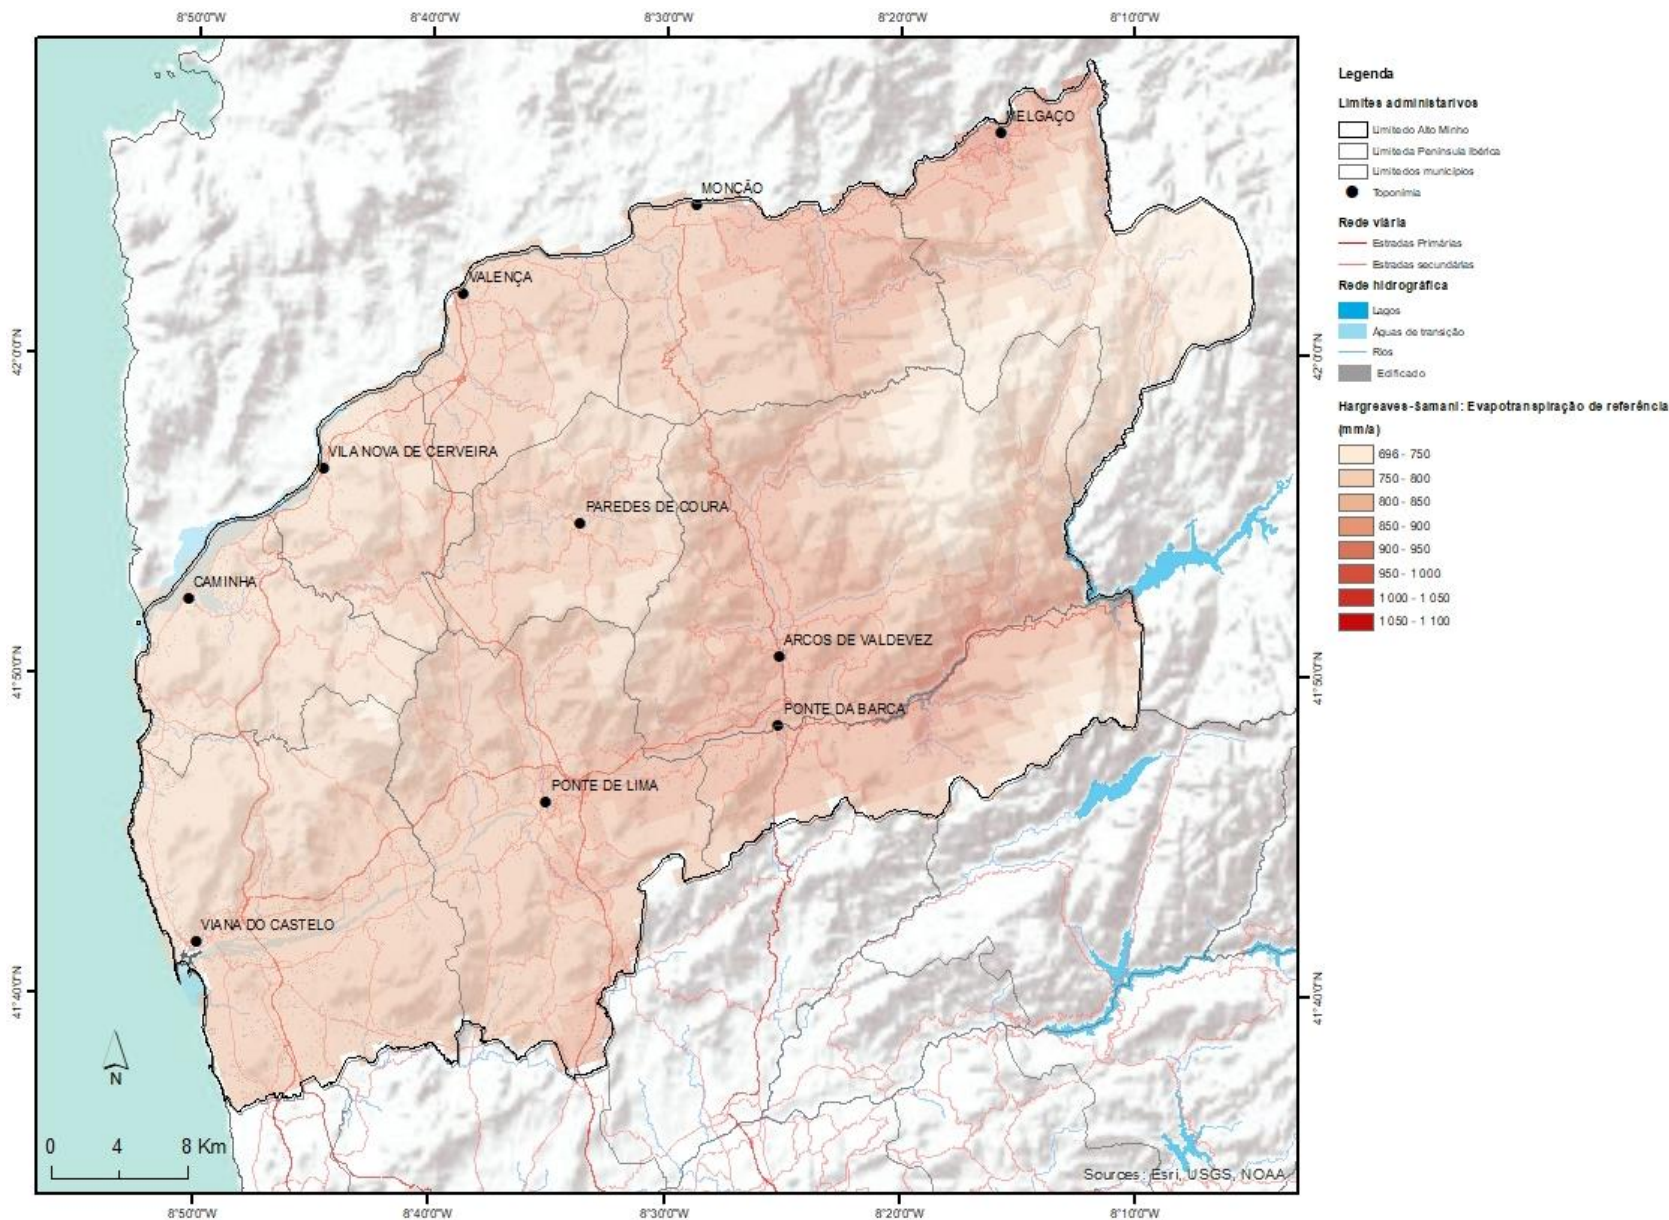 8°50'0"W
8°40'0"W
8°30'0"W
8°20'0"W
8°10'0"W
MELGAÇO
MONÇÃO
VALENÇA
42°0'0"N
42°0'0"N
VILA NOVA DE CERVEIRA
PAREDES DE COURA
CAMINHA
ARCOS DE VALDEVEZ
41°50'0"N
41°50'0"N
PONTE DA BARCA
PONTE DE LIMA
VIANA DO CASTELO
41°40'0"N
41°40'0"N
N
0 4 8 Km
Sources: Esri, USGS, NOAA
8°50'0"W
8°40'0"W
8°30'0"W
8°20'0"W
8°10'0"W
Legenda
Limites administarivos
Limite do Alto Minho
Limite da Península Ibérica
Limite dos municípios
Toponímia
Rede viária
Estradas Primárias
Estradas secundárias
Rede hidrográfica
Lagos
Águas de transição
Rios
Edificado
Hargreaves-Samani: Evapotranspiração de referência
(mm/a)
696 - 750
750 - 800
800 - 850
850 - 900
900 - 950
950 - 1 000
1 000 - 1 050
1 050 - 1 100